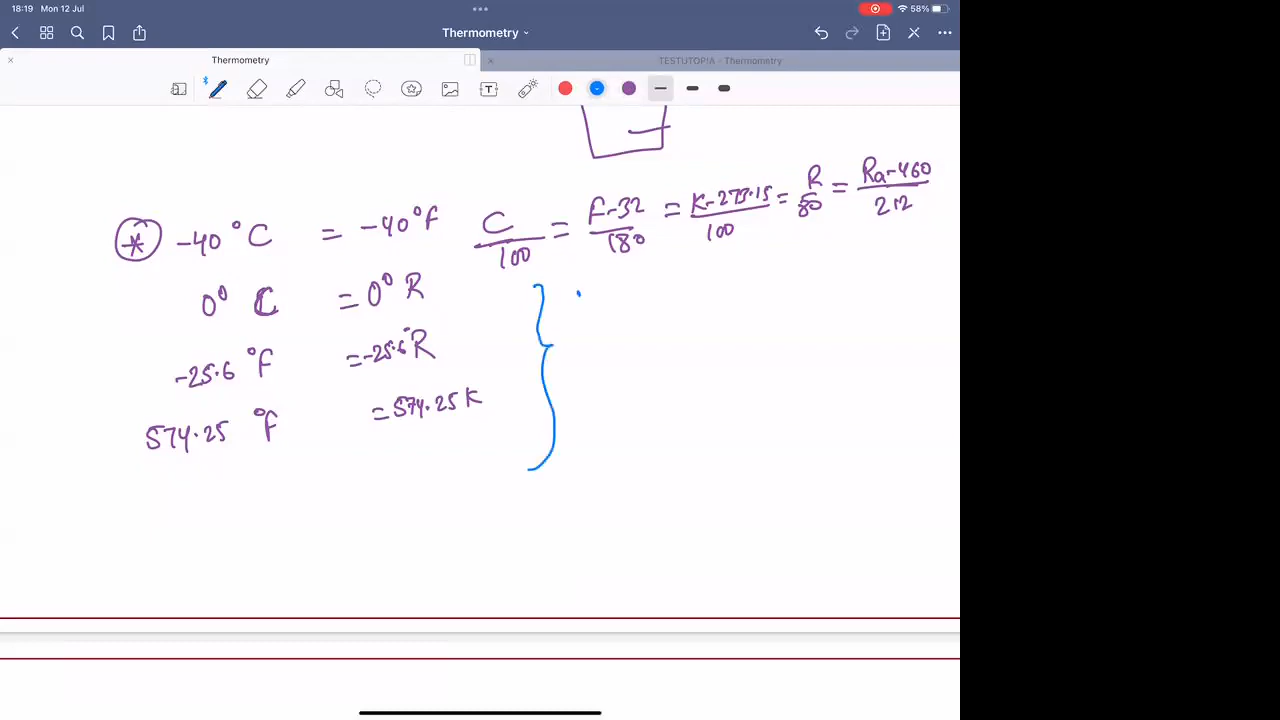 18:19 Mon 12 Jul
58%
Thermometry
Thermometry
TESTUTOPIA - Thermometry
* -40 °C = -40°F C/100 = F-32/180 = K-273.15/100 = R/80 = Ra-460/212
0° C = 0° R
-25.6 °F = -25.6°R
574.25 °F = 574.25 K